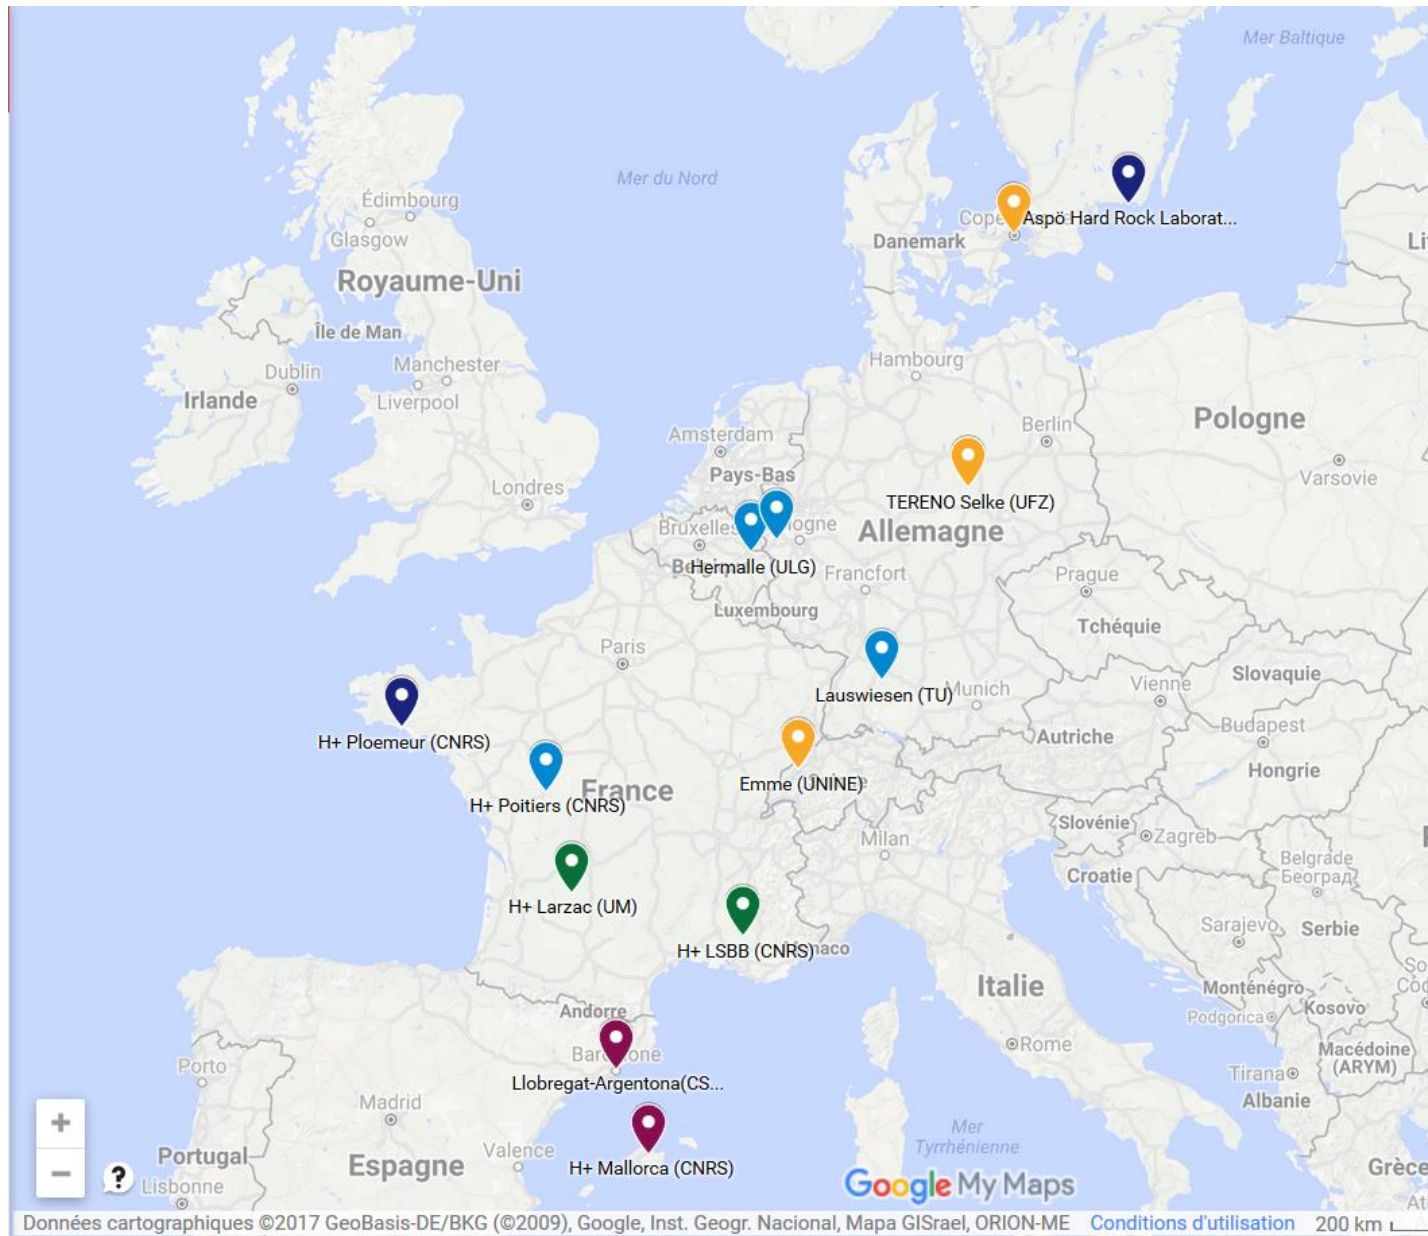 Mer Baltique
Mer du Nord
Édimbourg
Glasgow
Aspö Hard Rock Laborat...
Danemark
Royaume-Uni
Île de Man
Hambourg
Manchester
Dublin
Irlande
Liverpool
Pologne
Berlin
Amsterdam
Pays-Bas
Varsovie
Londres
TERENO Selke (UFZ)
Allemagne
Hermalle (ULG)
Francfort
Prague
Luxembourg
Tchéquie
Paris
Slovaquie
Lauswiesen (TU)
Munich
Vienne
Budapest
H+ Ploemeur (CNRS)
Autriche
Hongrie
Emme (UNINE)
France
H+ Poitiers (CNRS)
Slovénie
Zagreb
Milan
Belgrade
Београд
Croatie
H+ Larzac (UM)
Sarajevo
Serbie
H+ LSBB (CNRS)
Italie
Monténégro
Kosovo
Andorre
Podgorica
Rome
Macédoine
(ARYM)
Porto
Llobregat-Argentona(CS...
Tirana
Albanie
Madrid
Mer
Tyrrhénienne
Valence
Portugal
Espagne
H+ Mallorca (CNRS)
Lisbonne
+
−
?
Google My Maps
Données cartographiques ©2017 GeoBasis-DE/BKG (©2009), Google, Inst. Geogr. Nacional, Mapa GISrael, ORION-ME Conditions d'utilisation 200 km